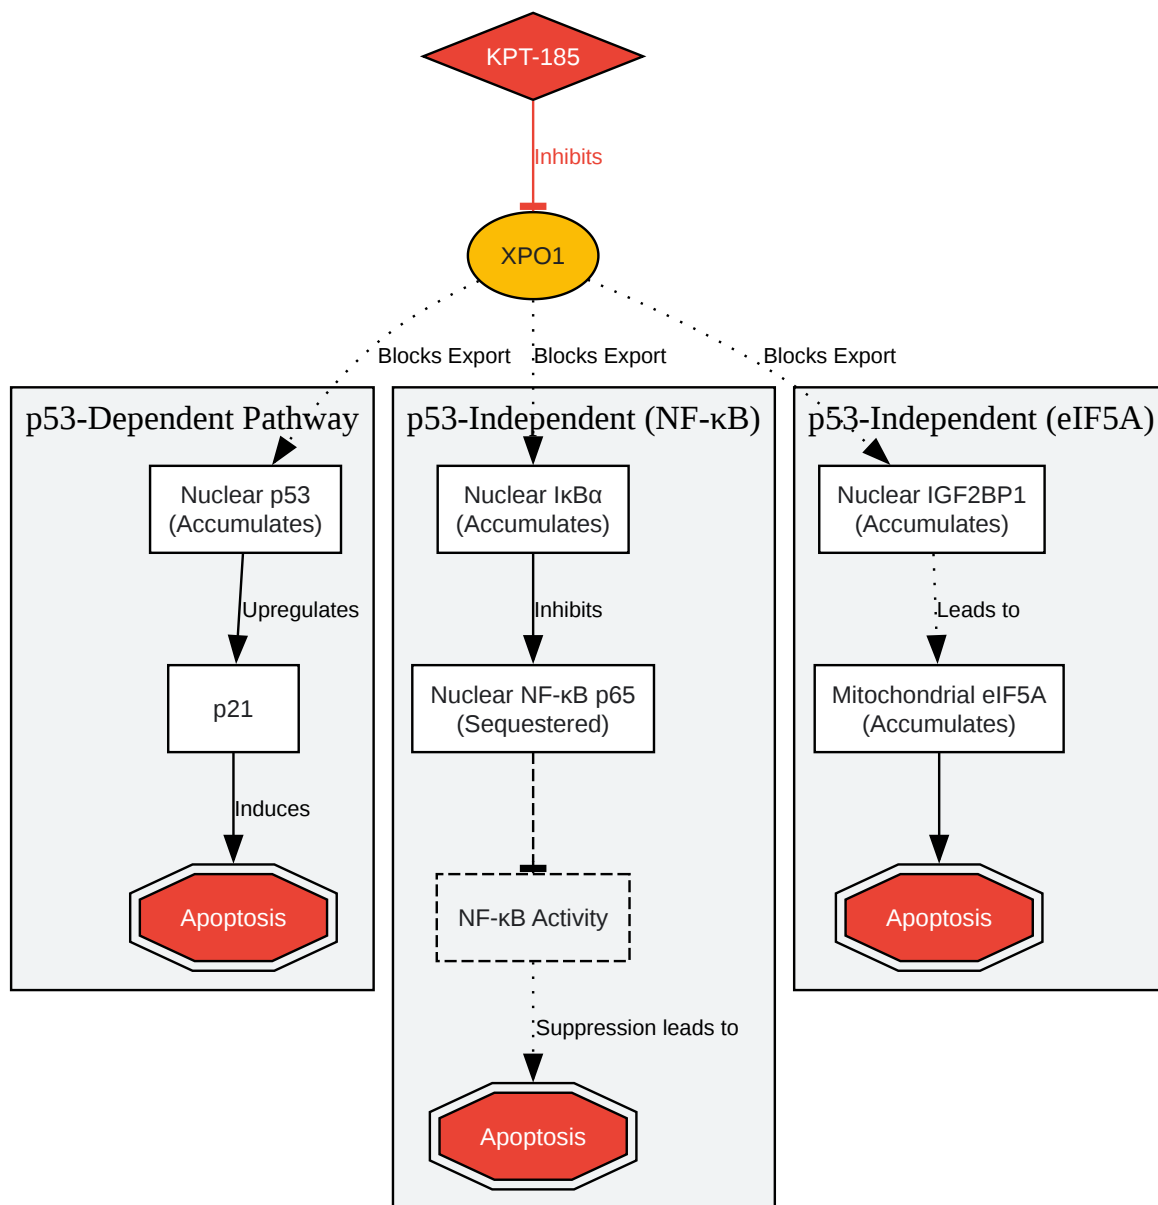 KPT-185
Inhibits
XPO1
Blocks Export
Blocks Export
Blocks Export
p53-Dependent Pathway
p53-Independent (NF-κB)
p53-Independent (eIF5A)
Nuclear p53
(Accumulates)
Nuclear IκBα
(Accumulates)
Nuclear IGF2BP1
(Accumulates)
Upregulates
Inhibits
Leads to
p21
Nuclear NF-κB p65
(Sequestered)
Mitochondrial eIF5A
(Accumulates)
Induces
Apoptosis
NF-κB Activity
Apoptosis
Suppression leads to
Apoptosis